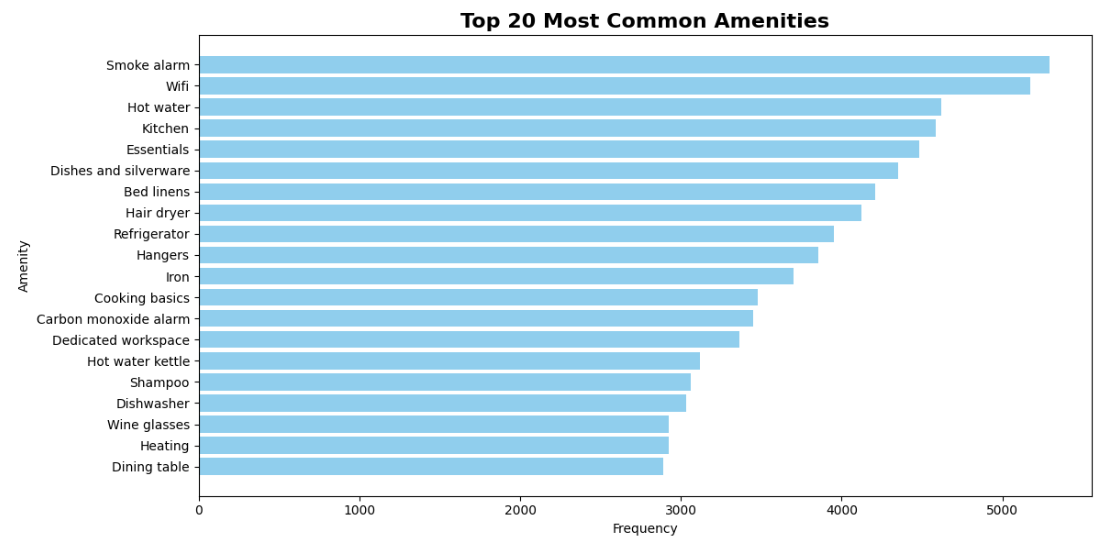 Top 20 Most Common Amenities
Amenity
Smoke alarm
Wifi
Hot water
Kitchen
Essentials
Dishes and silverware
Bed linens
Hair dryer
Refrigerator
Hangers
Iron
Cooking basics
Carbon monoxide alarm
Dedicated workspace
Hot water kettle
Shampoo
Dishwasher
Wine glasses
Heating
Dining table
0 1000 2000 3000 4000 5000
Frequency